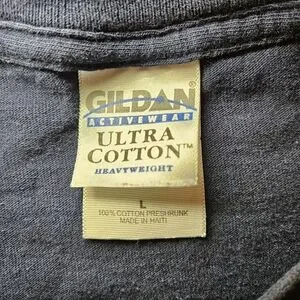 GILDAN
ACTIVEWEAR
ULTRA
COTTON™
HEAVYWEIGHT
L
100% COTTON PRESHRUNK
MADE IN HAITI